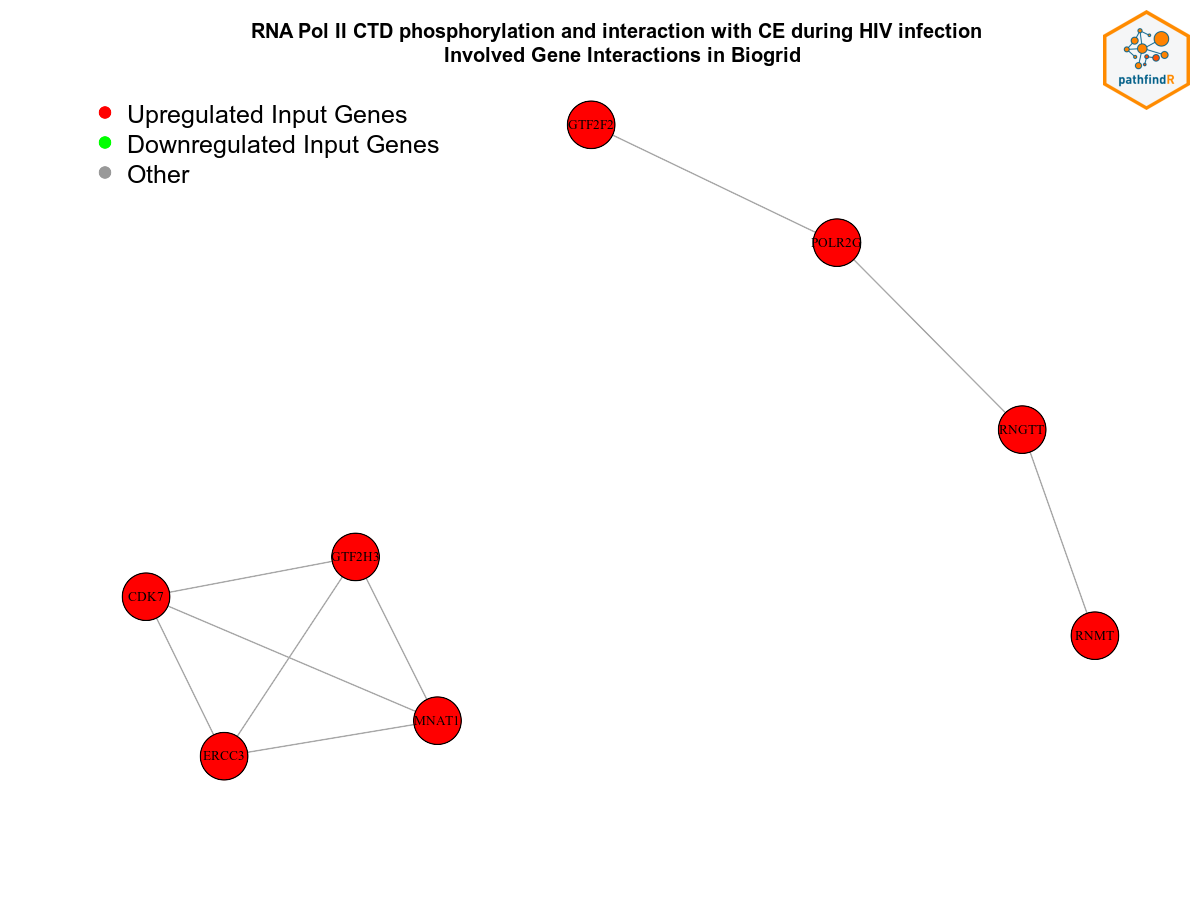 RNA Pol II CTD phosphorylation and interaction with CE during HIV infection
Involved Gene Interactions in Biogrid
pathfindR
Upregulated Input Genes
Downregulated Input Genes
Other
GTF2F2
POLR2G
RNGTT
GTF2H3
CDK7
RNMT
MNAT1
ERCC3